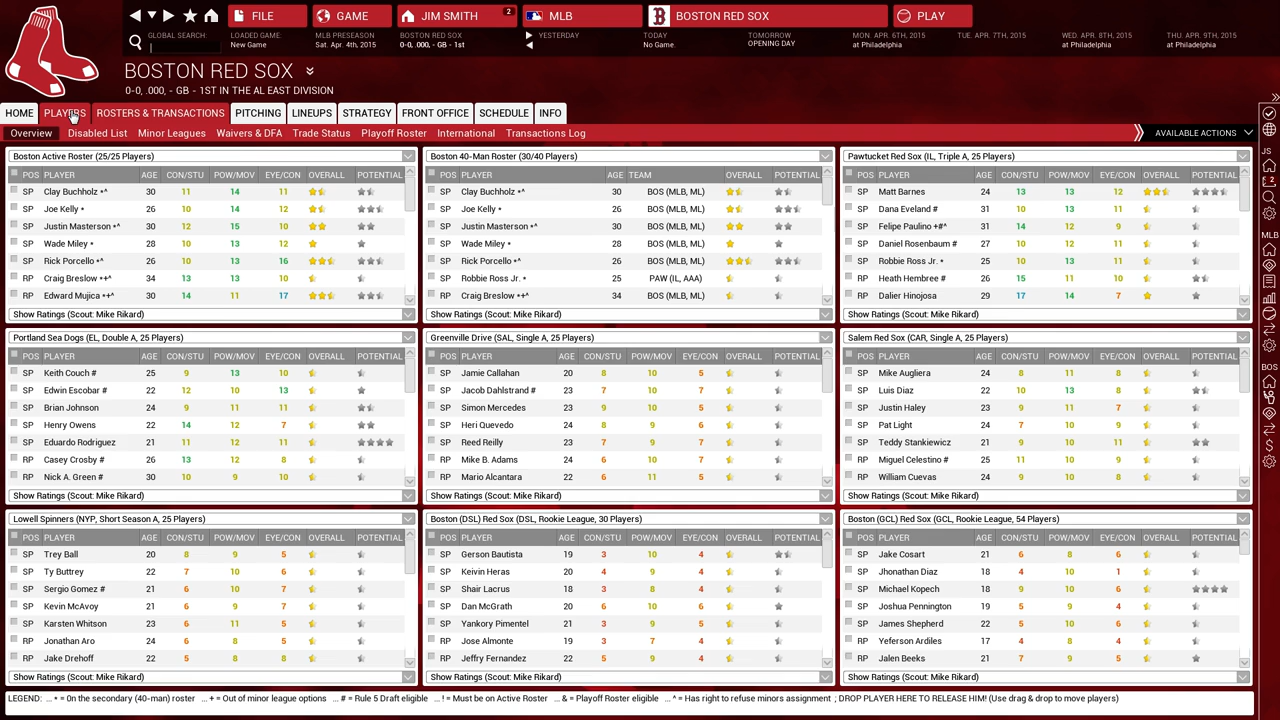 FILE GAME JIM SMITH 2 MLB BOSTON RED SOX PLAY
GLOBAL SEARCH: LOADED GAME: MLB PRESEASON BOSTON RED SOX YESTERDAY TODAY TOMORROW MON. APR. 6TH, 2015 TUE. APR. 7TH, 2015 WED. APR. 8TH, 2015 THU. APR. 9TH, 2015
New Game Sat. Apr. 4th, 2015 0-0, .000, - GB - 1st No Game. OPENING DAY at Philadelphia at Philadelphia at Philadelphia
BOSTON RED SOX
0-0, .000, - GB - 1ST IN THE AL EAST DIVISION
HOME PLAYERS ROSTERS & TRANSACTIONS PITCHING LINEUPS STRATEGY FRONT OFFICE SCHEDULE INFO
Overview Disabled List Minor Leagues Waivers & DFA Trade Status Playoff Roster International Transactions Log AVAILABLE ACTIONS
Boston Active Roster (25/25 Players)
POS PLAYER AGE CON/STU POW/MOV EYE/CON OVERALL POTENTIAL
SP Clay Buchholz *^ 30 11 14 11
SP Joe Kelly * 26 10 14 12
SP Justin Masterson *^ 30 12 15 10
SP Wade Miley * 28 10 13 12
SP Rick Porcello *^ 26 10 13 16
RP Craig Breslow *+^ 34 13 13 10
RP Edward Mujica *+^ 30 14 11 17
Show Ratings (Scout: Mike Rikard)
Boston 40-Man Roster (30/40 Players)
POS PLAYER AGE TEAM OVERALL POTENTIAL
SP Clay Buchholz *^ 30 BOS (MLB, ML)
SP Joe Kelly * 26 BOS (MLB, ML)
SP Justin Masterson *^ 30 BOS (MLB, ML)
SP Wade Miley * 28 BOS (MLB, ML)
SP Rick Porcello *^ 26 BOS (MLB, ML)
SP Robbie Ross Jr. * 25 PAW (IL, AAA)
RP Craig Breslow *+^ 34 BOS (MLB, ML)
Show Ratings (Scout: Mike Rikard)
Pawtucket Red Sox (IL, Triple A, 25 Players)
POS PLAYER AGE CON/STU POW/MOV EYE/CON OVERALL POTENTIAL
SP Matt Barnes 24 13 13 12
SP Dana Eveland # 31 10 13 11
SP Felipe Paulino +#^ 31 14 12 9
SP Daniel Rosenbaum # 27 10 12 11
SP Robbie Ross Jr. * 25 10 13 11
RP Heath Hembree # 26 15 11 10
RP Dalier Hinojosa 29 17 14 7
Show Ratings (Scout: Mike Rikard)
Portland Sea Dogs (EL, Double A, 25 Players)
POS PLAYER AGE CON/STU POW/MOV EYE/CON OVERALL POTENTIAL
SP Keith Couch # 25 9 13 10
SP Edwin Escobar # 22 12 10 13
SP Brian Johnson 24 9 11 11
SP Henry Owens 22 14 12 7
SP Eduardo Rodriguez 21 11 12 11
RP Casey Crosby # 26 13 12 8
RP Nick A. Green # 30 10 9 10
Show Ratings (Scout: Mike Rikard)
Greenville Drive (SAL, Single A, 25 Players)
POS PLAYER AGE CON/STU POW/MOV EYE/CON OVERALL POTENTIAL
SP Jamie Callahan 20 8 10 5
SP Jacob Dahlstrand # 23 7 10 7
SP Simon Mercedes 23 9 10 5
SP Heri Quevedo 24 8 9 6
SP Reed Reilly 23 7 9 7
RP Mike B. Adams 24 6 10 7
RP Mario Alcantara 22 6 11 5
Show Ratings (Scout: Mike Rikard)
Salem Red Sox (CAR, Single A, 25 Players)
POS PLAYER AGE CON/STU POW/MOV EYE/CON OVERALL POTENTIAL
SP Mike Augliera 24 8 11 8
SP Luis Diaz 22 10 13 8
SP Justin Haley 23 9 11 7
SP Pat Light 24 7 10 9
SP Teddy Stankiewicz 21 9 10 11
RP Miguel Celestino # 25 11 10 9
RP William Cuevas 24 9 10 8
Show Ratings (Scout: Mike Rikard)
Lowell Spinners (NYP, Short Season A, 25 Players)
POS PLAYER AGE CON/STU POW/MOV EYE/CON OVERALL POTENTIAL
SP Trey Ball 20 8 9 5
SP Ty Buttrey 22 7 10 6
SP Sergio Gomez # 21 6 10 7
SP Kevin McAvoy 21 6 9 7
SP Karsten Whitson 23 6 11 5
RP Jonathan Aro 24 6 8 5
RP Jake Drehoff 22 5 8 8
Show Ratings (Scout: Mike Rikard)
Boston (DSL) Red Sox (DSL, Rookie League, 30 Players)
POS PLAYER AGE CON/STU POW/MOV EYE/CON OVERALL POTENTIAL
SP Gerson Bautista 19 3 10 4
SP Keivin Heras 20 4 9 4
SP Shair Lacrus 18 3 8 4
SP Dan McGrath 20 6 10 6
SP Yankory Pimentel 21 3 9 5
RP Jose Almonte 19 3 7 4
RP Jeffry Fernandez 22 5 9 4
Show Ratings (Scout: Mike Rikard)
Boston (GCL) Red Sox (GCL, Rookie League, 54 Players)
POS PLAYER AGE CON/STU POW/MOV EYE/CON OVERALL POTENTIAL
SP Jake Cosart 21 6 8 6
SP Jhonathan Diaz 18 4 10 1
SP Michael Kopech 18 9 10 6
SP Joshua Pennington 19 5 9 4
SP James Shepherd 22 5 10 6
RP Yeferson Ardiles 17 4 8 4
RP Jalen Beeks 21 7 9 5
Show Ratings (Scout: Mike Rikard)
JS
MLB
BOS
LEGEND: ... * = On the secondary (40-man) roster ... + = Out of minor league options ... # = Rule 5 Draft eligible ... ! = Must be on Active Roster ... & = Playoff Roster eligible ... ^ = Has right to refuse minors assignment ; DROP PLAYER HERE TO RELEASE HIM! (Use drag & drop to move players)